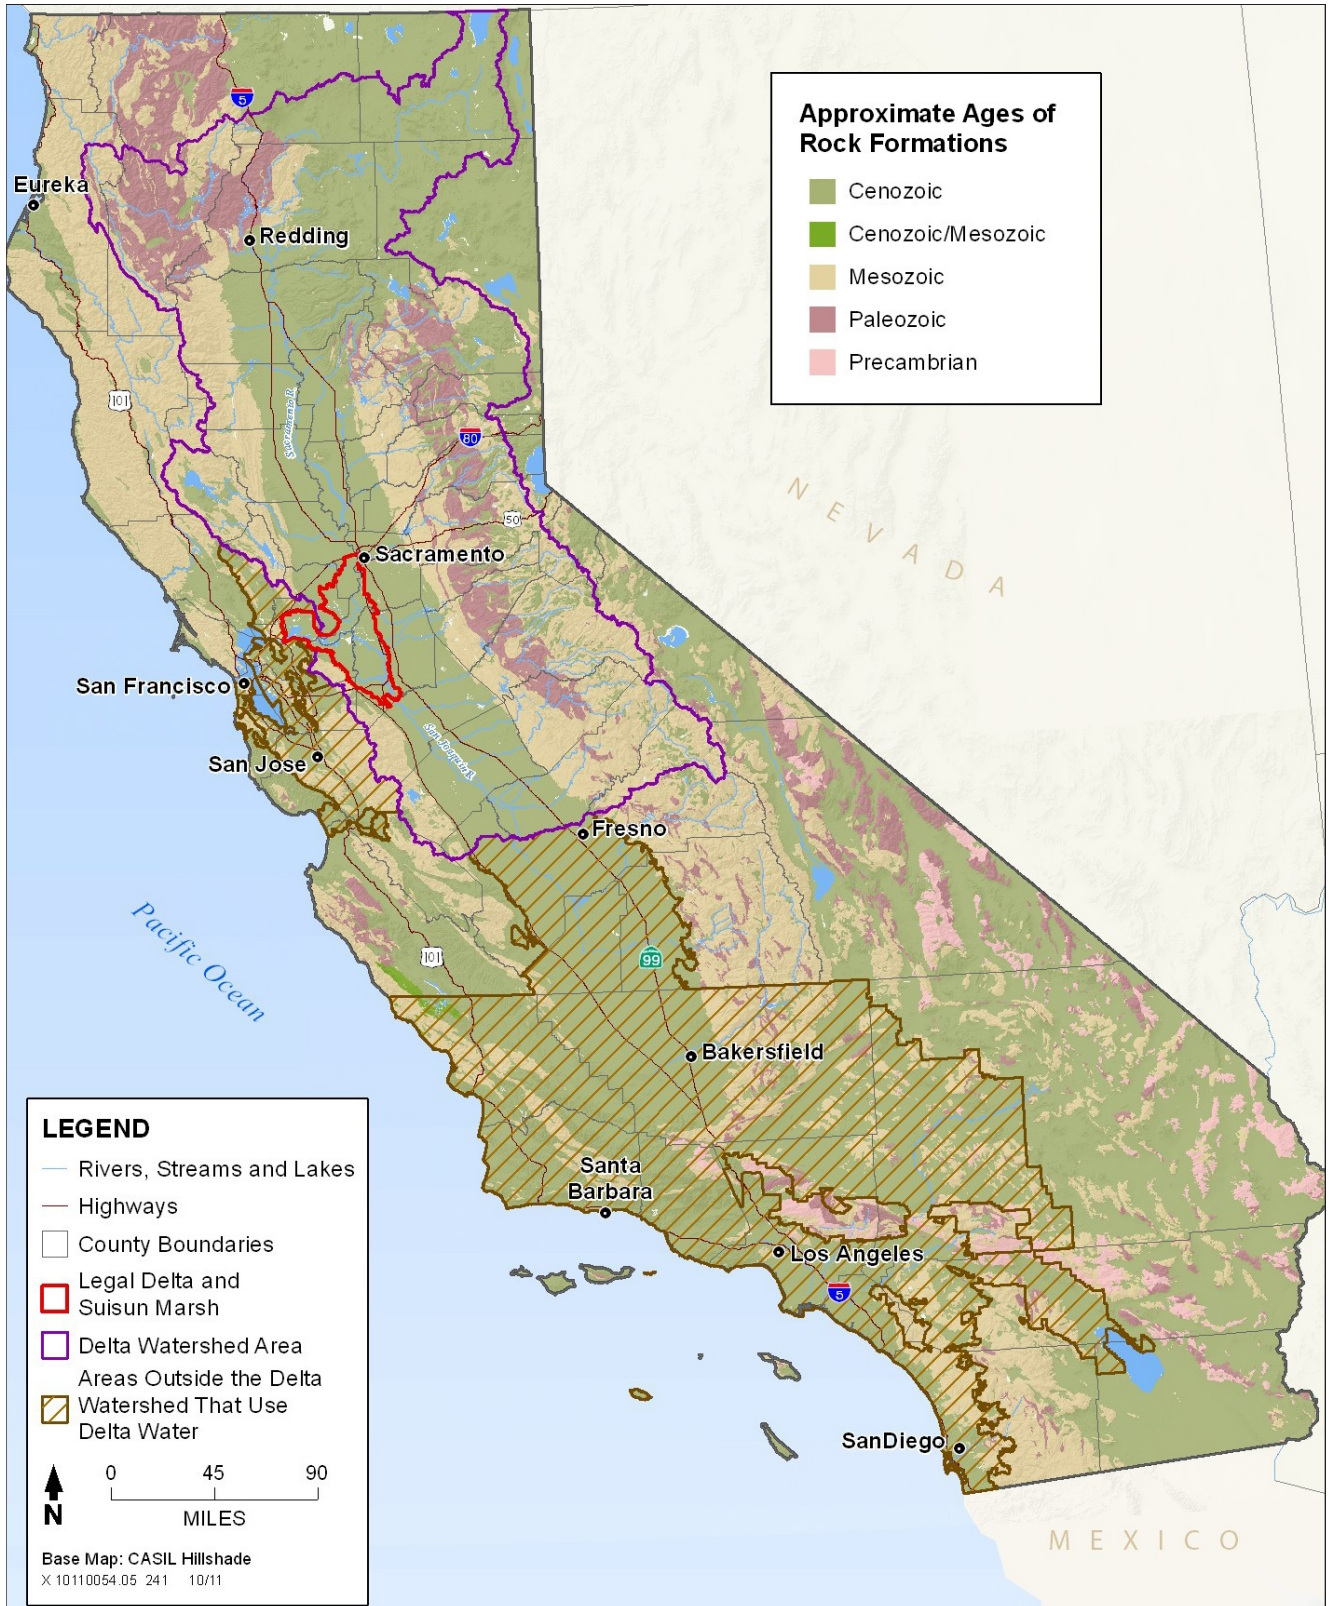 Approximate Ages of
Rock Formations
Cenozoic
Cenozoic/Mesozoic
Mesozoic
Paleozoic
Precambrian
5
Eureka
Redding
101
Sacramento R.
80
NEVADA
50
Sacramento
San Francisco
San Joaquin R.
San Jose
Fresno
Pacific Ocean
101
99
Bakersfield
Santa
Barbara
Los Angeles
5
SanDiego
MEXICO
LEGEND
Rivers, Streams and Lakes
Highways
County Boundaries
Legal Delta and
Suisun Marsh
Delta Watershed Area
Areas Outside the Delta
Watershed That Use
Delta Water
N
0 45 90
MILES
Base Map: CASIL Hillshade
X 10110054.05 241 10/11